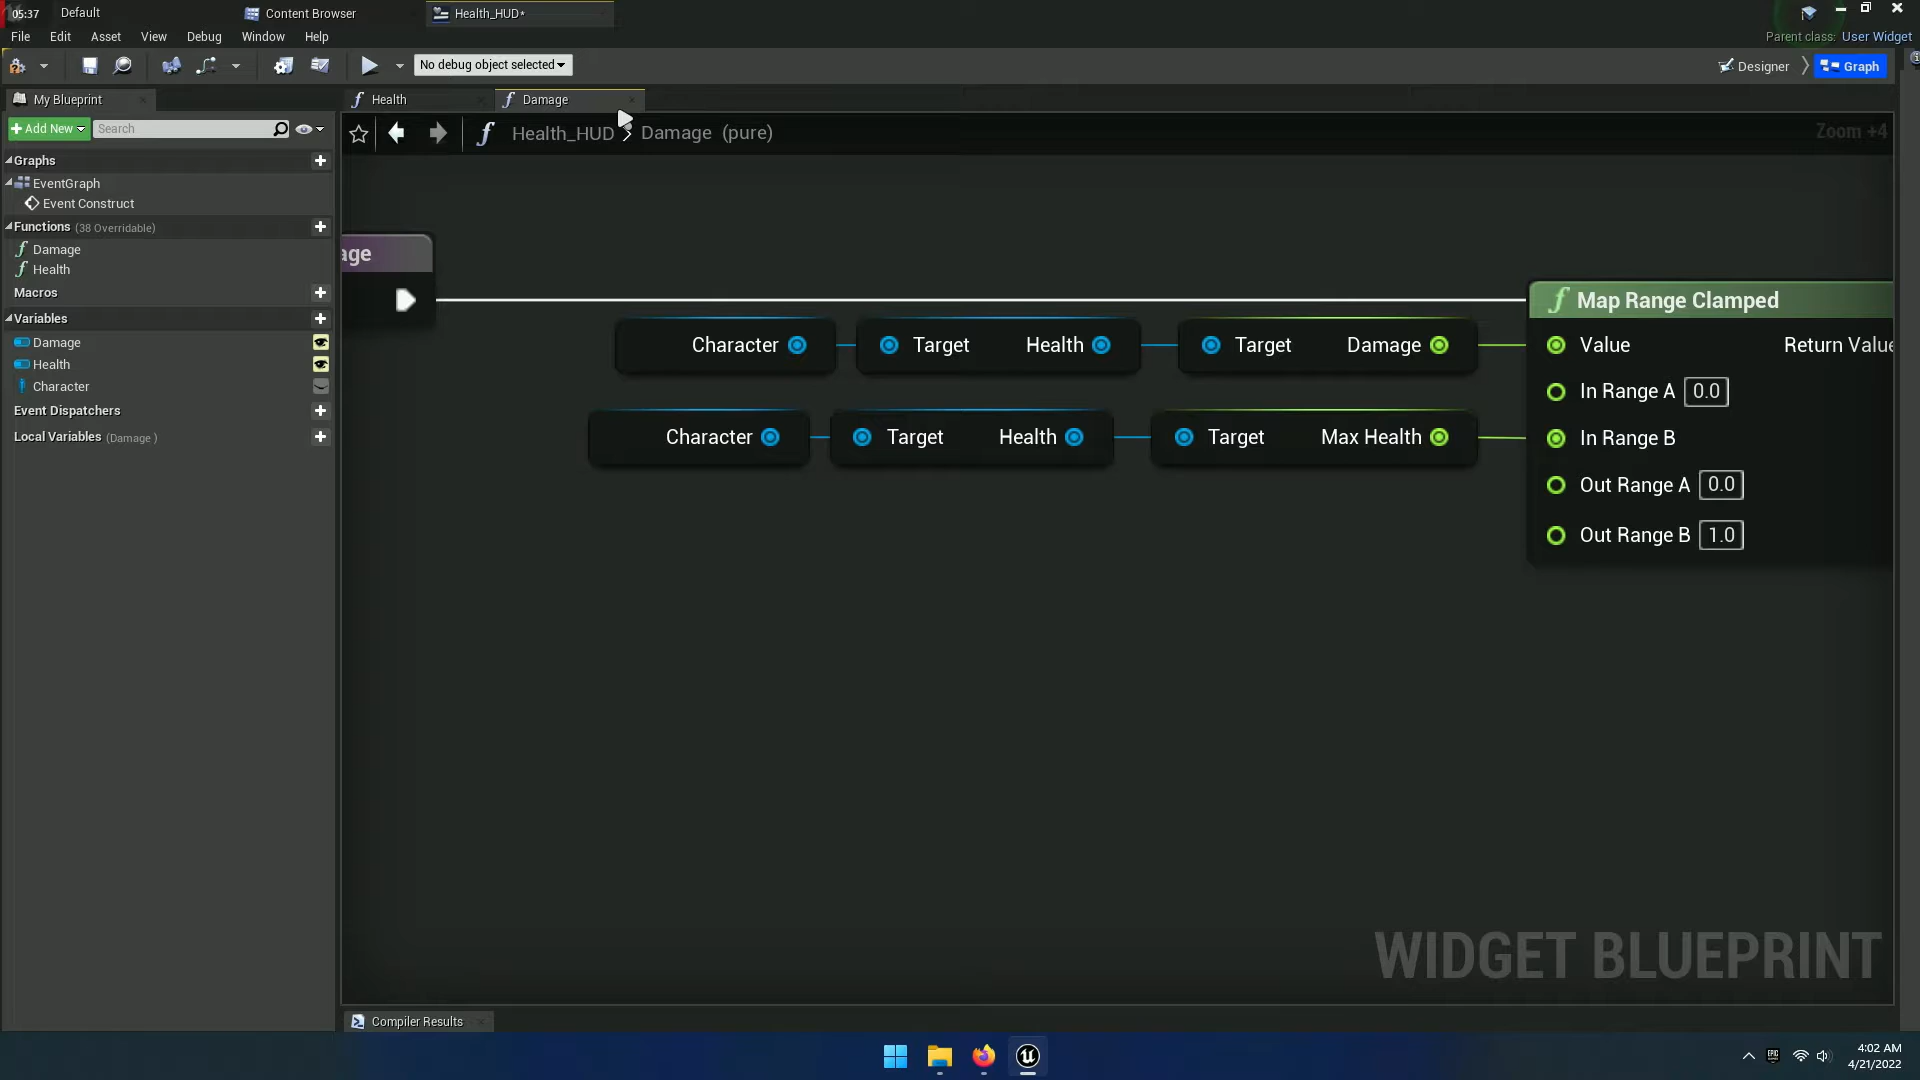 05:37
Default
Content Browser
Health_HUD*
File
Edit
Asset
View
Debug
Window
Help
Parent class: User Widget
No debug object selected
Designer
Graph
My Blueprint
Health
Damage
Add New
Search
Health_HUD > Damage (pure)
Zoom +4
Graphs
EventGraph
Event Construct
Functions (38 Overridable)
Damage
Health
Macros
Variables
Damage
Health
Character
Event Dispatchers
Local Variables (Damage )
age
Character
Target
Health
Target
Damage
Character
Target
Health
Target
Max Health
Map Range Clamped
Value
Return Value
In Range A 0.0
In Range B
Out Range A 0.0
Out Range B 1.0
WIDGET BLUEPRINT
Compiler Results
EPIC
4:02 AM
4/21/2022